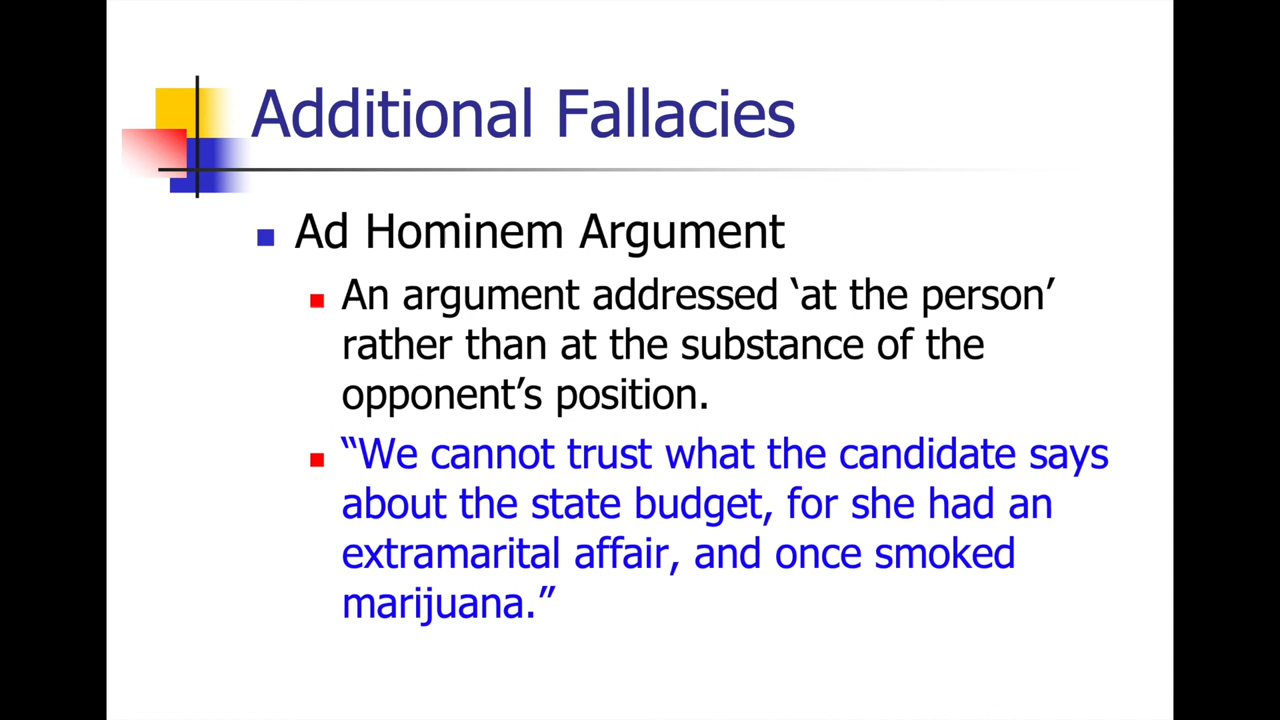 Additional Fallacies
Ad Hominem Argument
An argument addressed ‘at the person’
rather than at the substance of the
opponent’s position.
“We cannot trust what the candidate says
about the state budget, for she had an
extramarital affair, and once smoked
marijuana.”